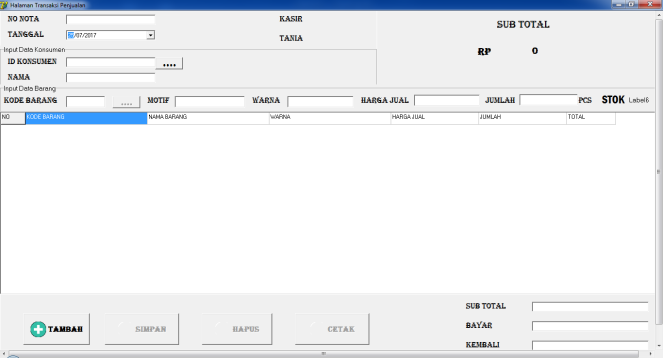 Halaman Transaksi Penjualan
NO NOTA
KASIR
SUB TOTAL
TANGGAL
/07/2017
TANIA
RP 0
Input Data Konsumen
ID KONSUMEN
....
NAMA
Input Data Barang
KODE BARANG .... MOTIF WARNA HARGA JUAL JUMLAH PCS STOK Label6
NO KODE BARANG NAMA BARANG WARNA HARGA JUAL JUMLAH TOTAL
SUB TOTAL
TAMBAH SIMPAN HAPUS CETAK
BAYAR
KEMBALI